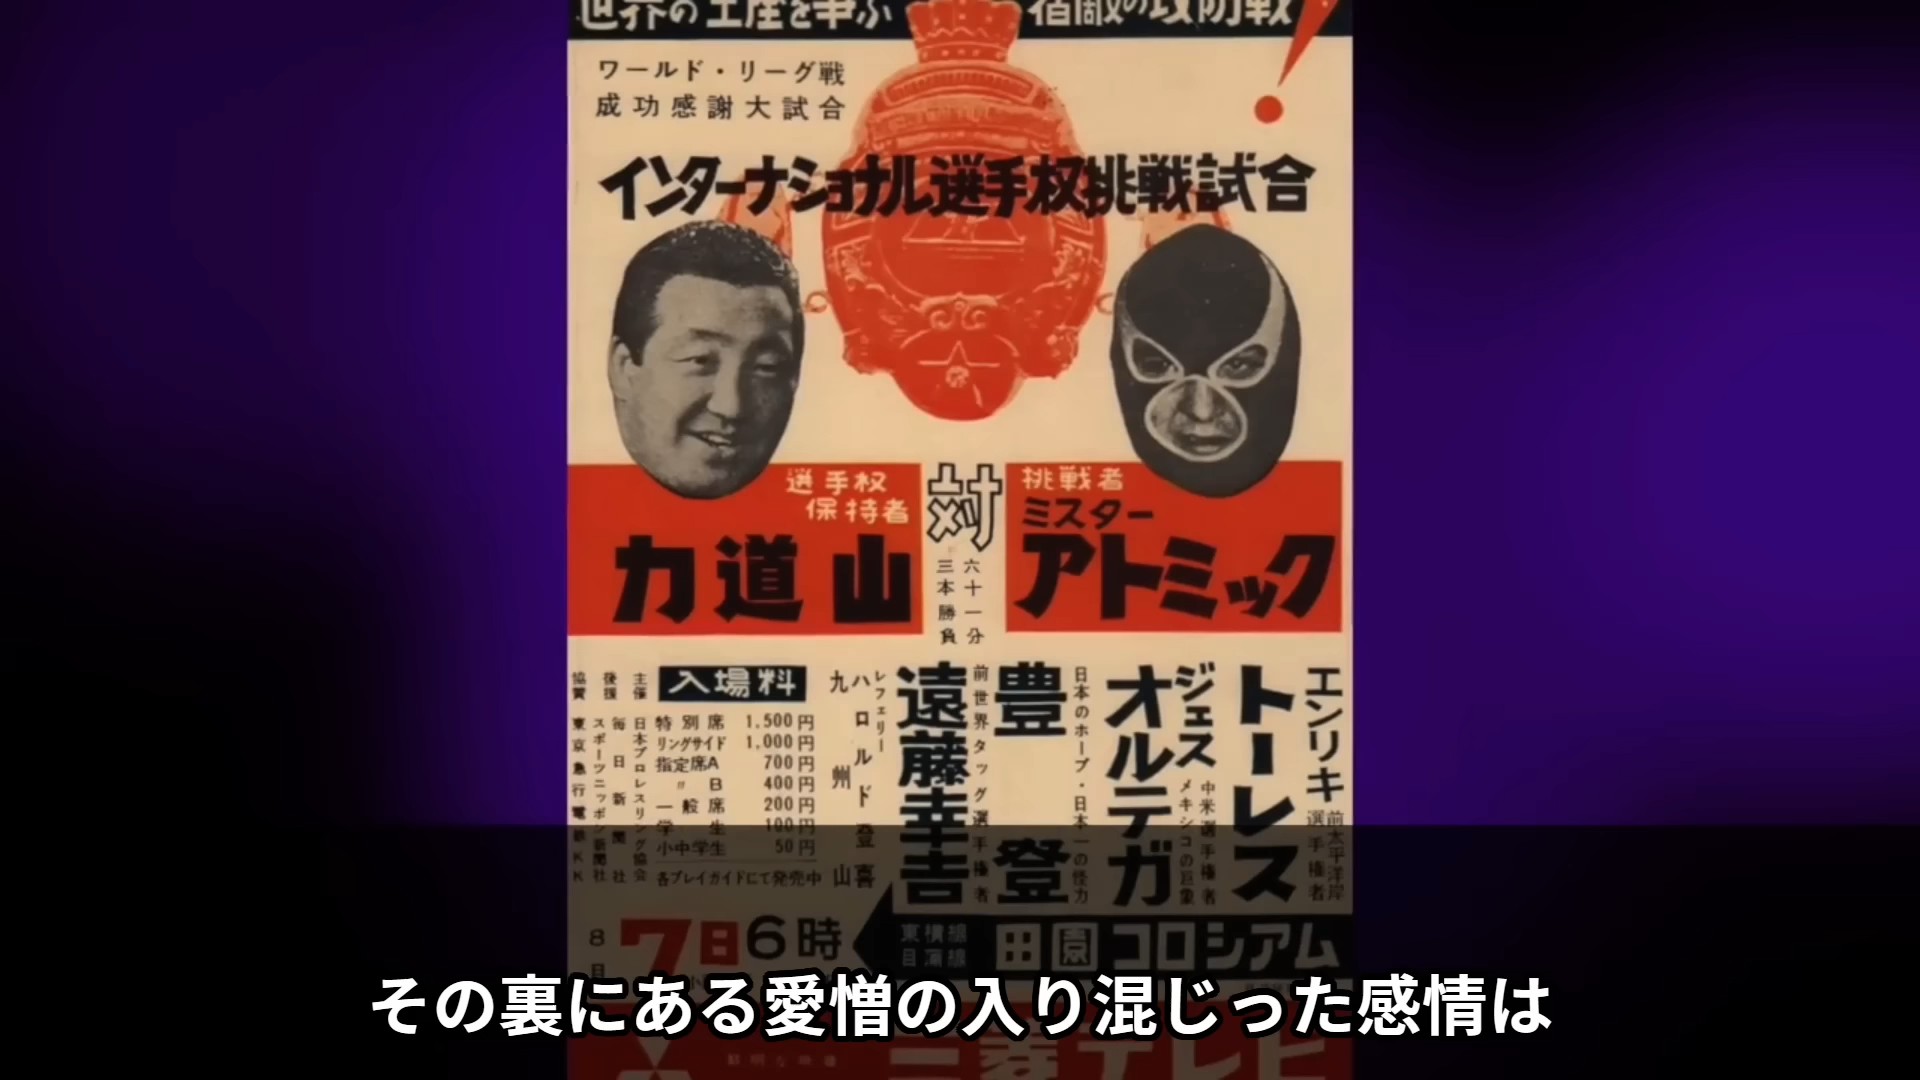 世界の王座を争ふ 宿敵の攻防戦!
ワールド・リーグ戦
成功感謝大試合
インターナショナル選手权挑戦試合
選手权
保持者
力道山
対
六十一分
三本勝負
挑戦者
ミスター
アトミック
エンリキ
トーレス
前太平洋岸
選手権者
ジェス
オルテガ
中米選手権者
メキシコの巨象
日本のホープ・日本一の怪力
豊登
前世界タッグ選手権者
遠藤幸吉
レフェリー
ハロルド登喜
九州山
入場料
特別席 1,500円
リングサイド 1,000円
指定席A 700円
〃 B 400円
一般席 200円
学生 100円
小中学生 50円
各プレイガイドにて発売中
主催 日本プロレスリング協会
後援 毎日新聞社
スポーツニッポン新聞社
協賛 東京急行電鉄KK
8
7日6時
東横線
目蒲線
田園コロシアム
三菱テレビ
その裏にある愛憎の入り混じった感情は